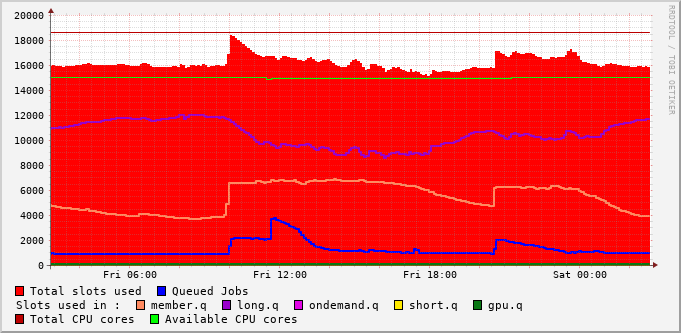 20000
18000
16000
14000
12000
10000
8000
6000
4000
2000
0
Fri 06:00 Fri 12:00 Fri 18:00 Sat 00:00
Total slots used Queued Jobs
Slots used in : member.q long.q ondemand.q short.q gpu.q
Total CPU cores Available CPU cores
RRDTOOL / TOBI OETIKER